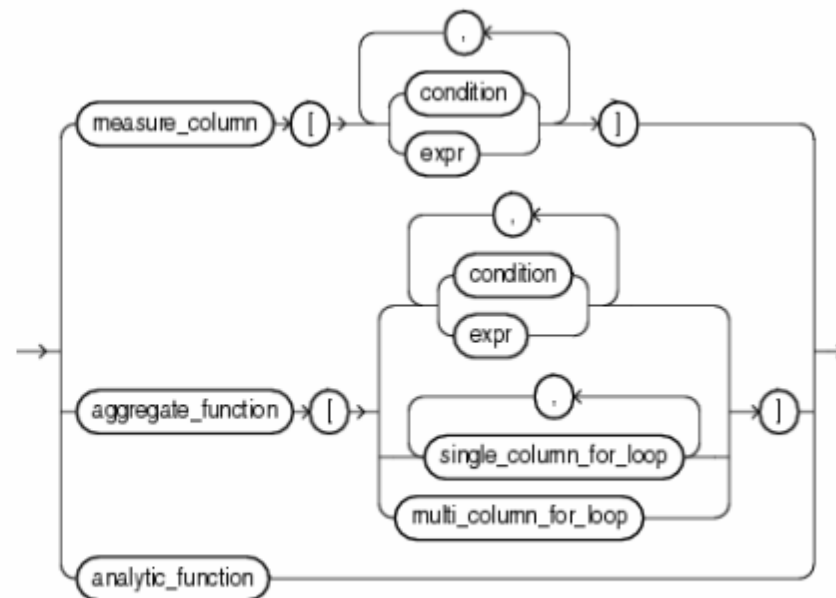 ,
condition
measure_column [ ]
expr
,
condition
expr
aggregate_function [ , ]
single_column_for_loop
multi_column_for_loop
analytic_function